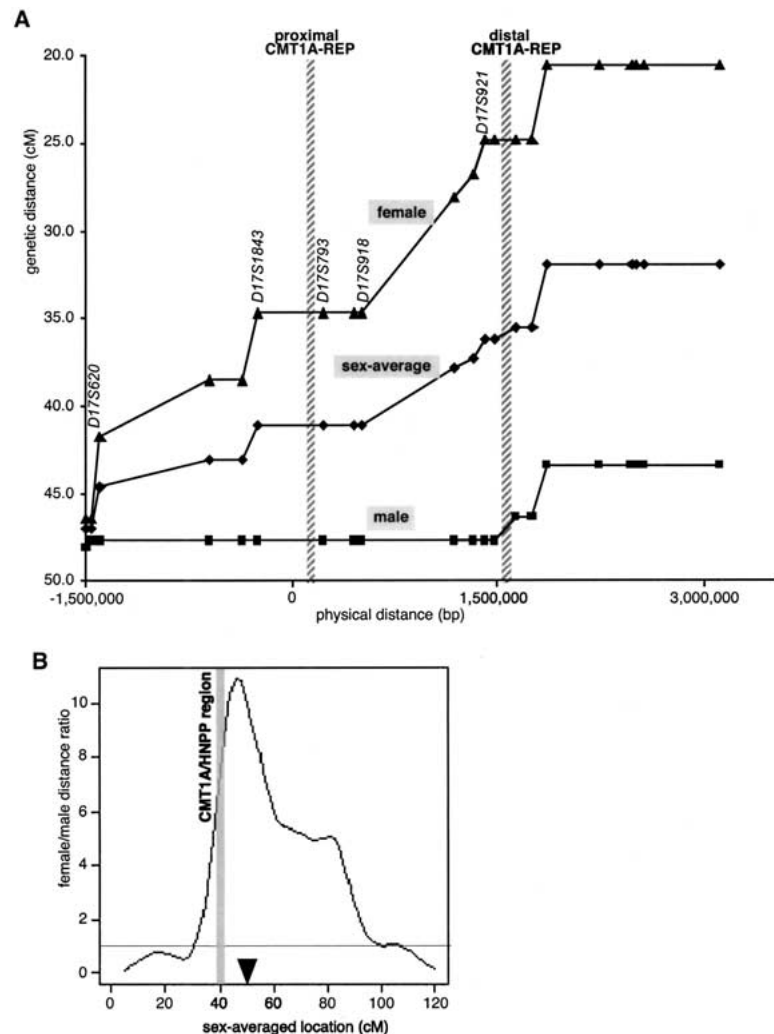 A
proximal
CMT1A-REP
distal
CMT1A-REP
20.0
25.0
30.0
35.0
40.0
45.0
50.0
genetic distance (cM)
D17S620
D17S1843
D17S793
D17S918
D17S921
female
sex-average
male
-1,500,000
0
1,500,000
3,000,000
physical distance (bp)
B
10
8
6
4
2
0
female/male distance ratio
CMT1A/HNPP region
0
20
40
60
80
100
120
sex-averaged location (cM)